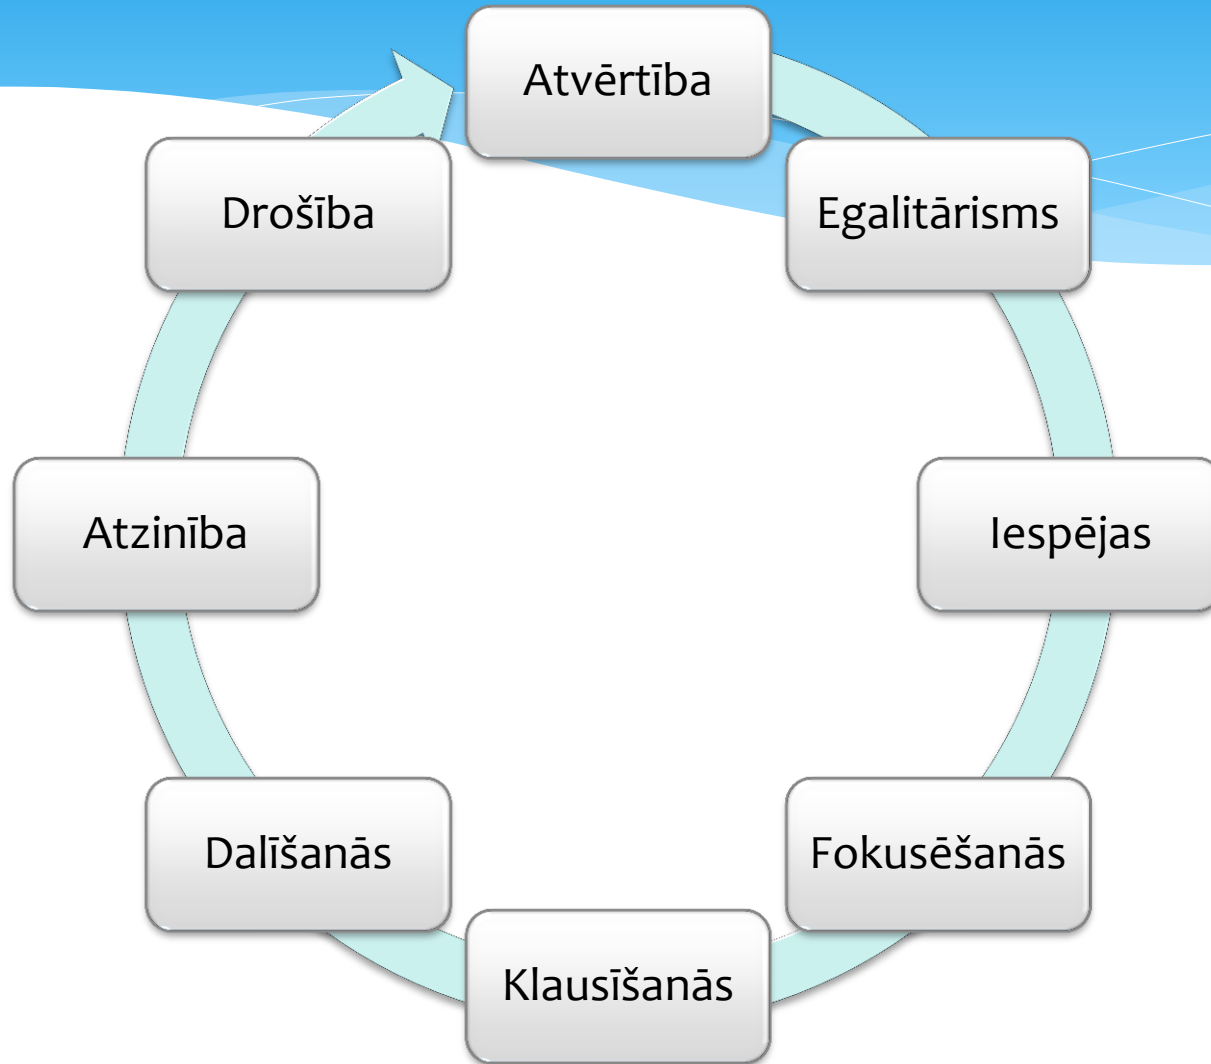 Atvērtība
Egalitārisms
Iespējas
Fokusēšanās
Klausīšanās
Dalīšanās
Atzinība
Drošība